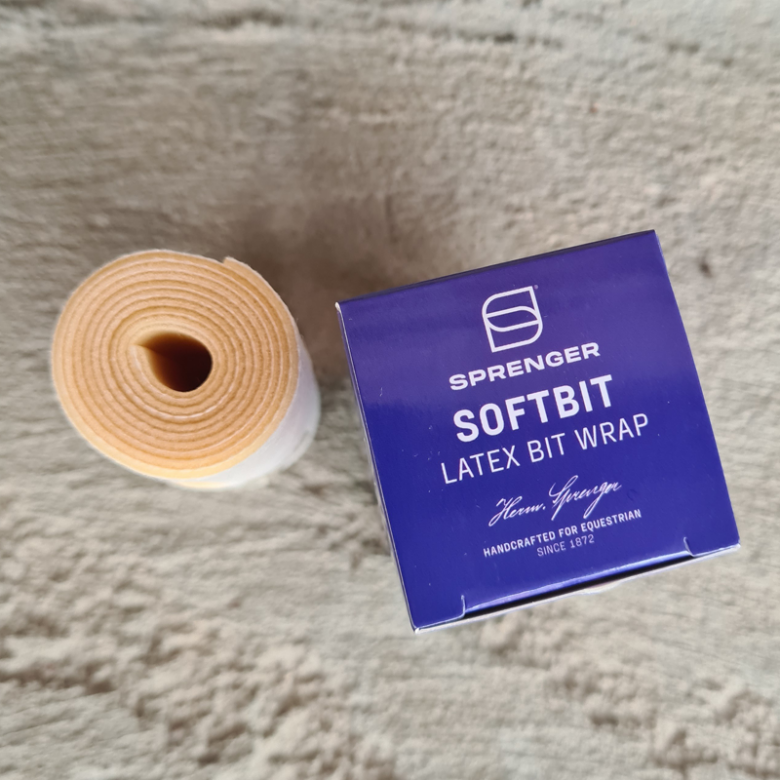 SPRENGER
SOFTBIT
LATEX BIT WRAP
Herm. Sprenger
HANDCRAFTED FOR EQUESTRIAN
SINCE 1872